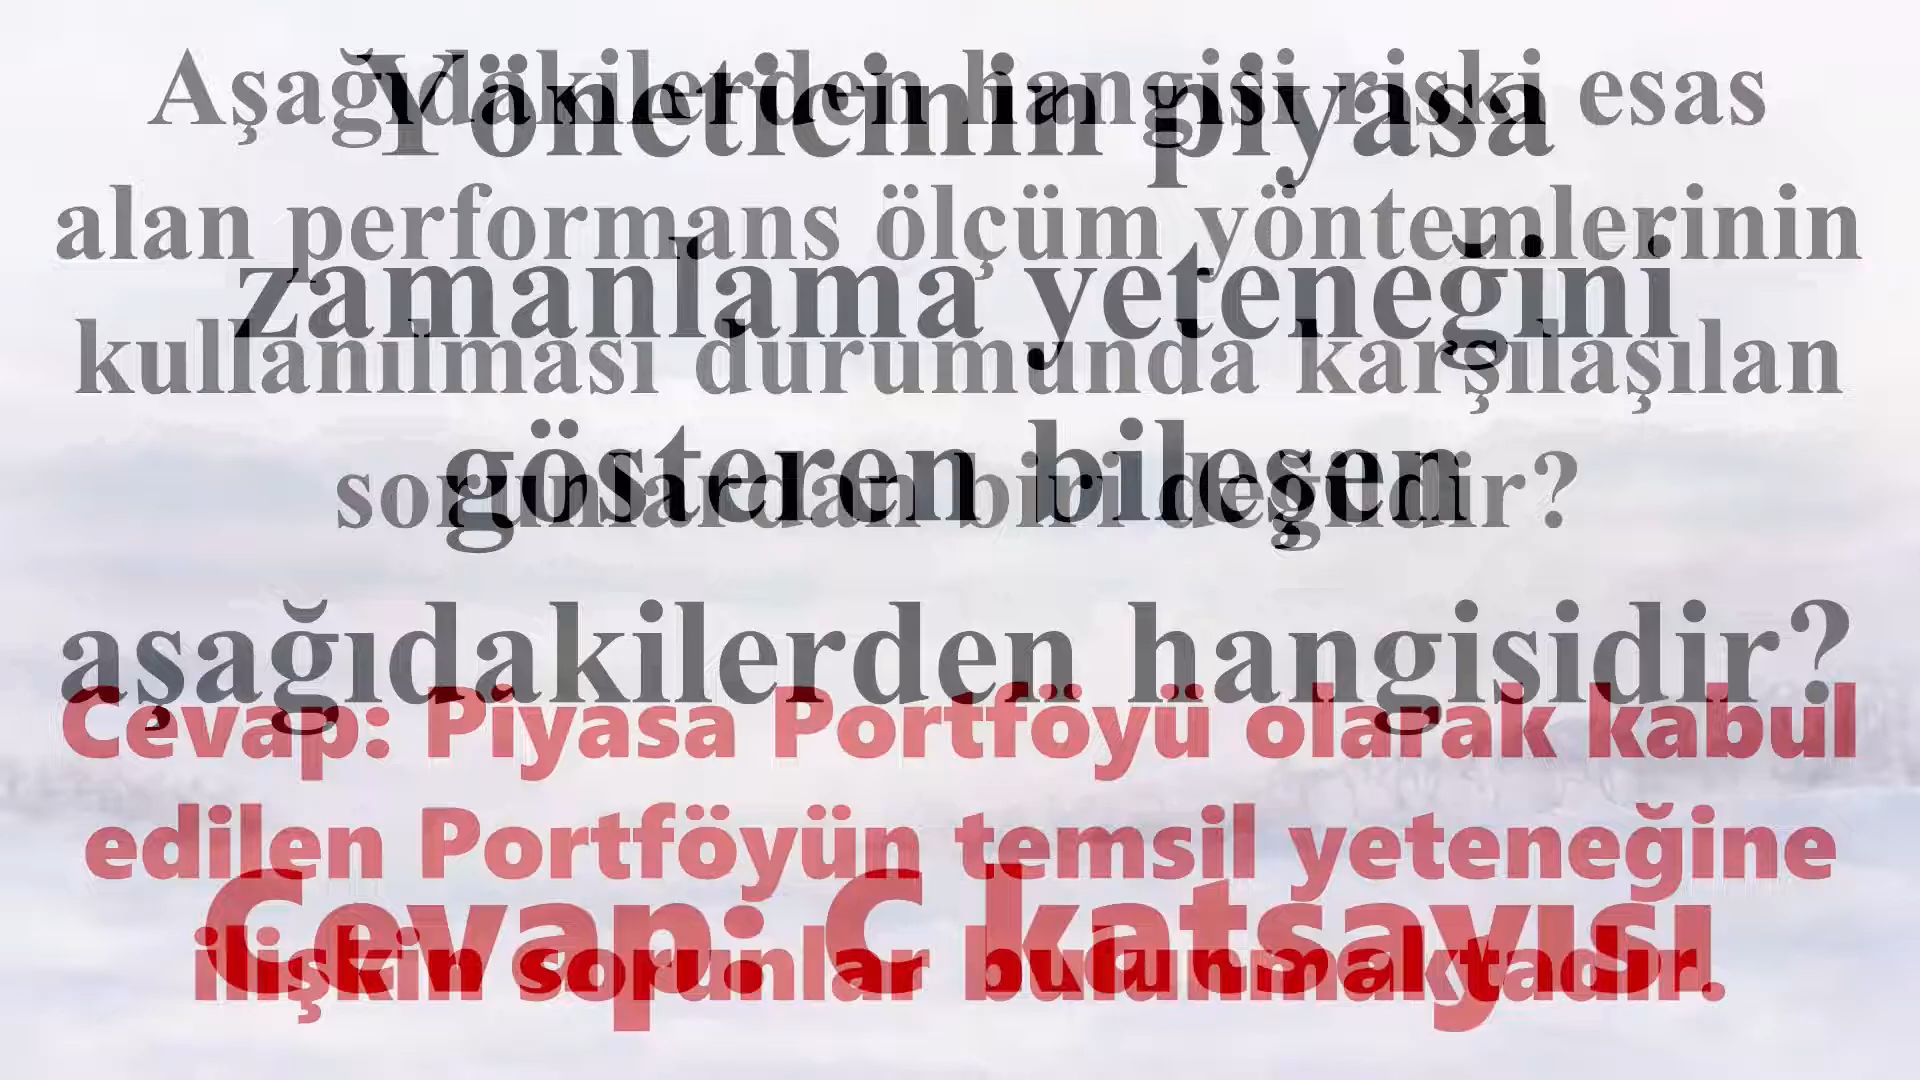 Aşağıdakilerden hangisi riski esas
alan performans ölçüm yöntemlerinin
kullanılması durumunda karşılaşılan
sorunlardan biri değildir?
Cevap: Piyasa Portföyü olarak kabul
edilen Portföyün temsil yeteneğine
ilişkin sorunlar bulunmaktadır.
Yöneticinin piyasa
zamanlama yeteneğini
gösteren bileşen
aşağıdakilerden hangisidir?
Cevap: C katsayısı